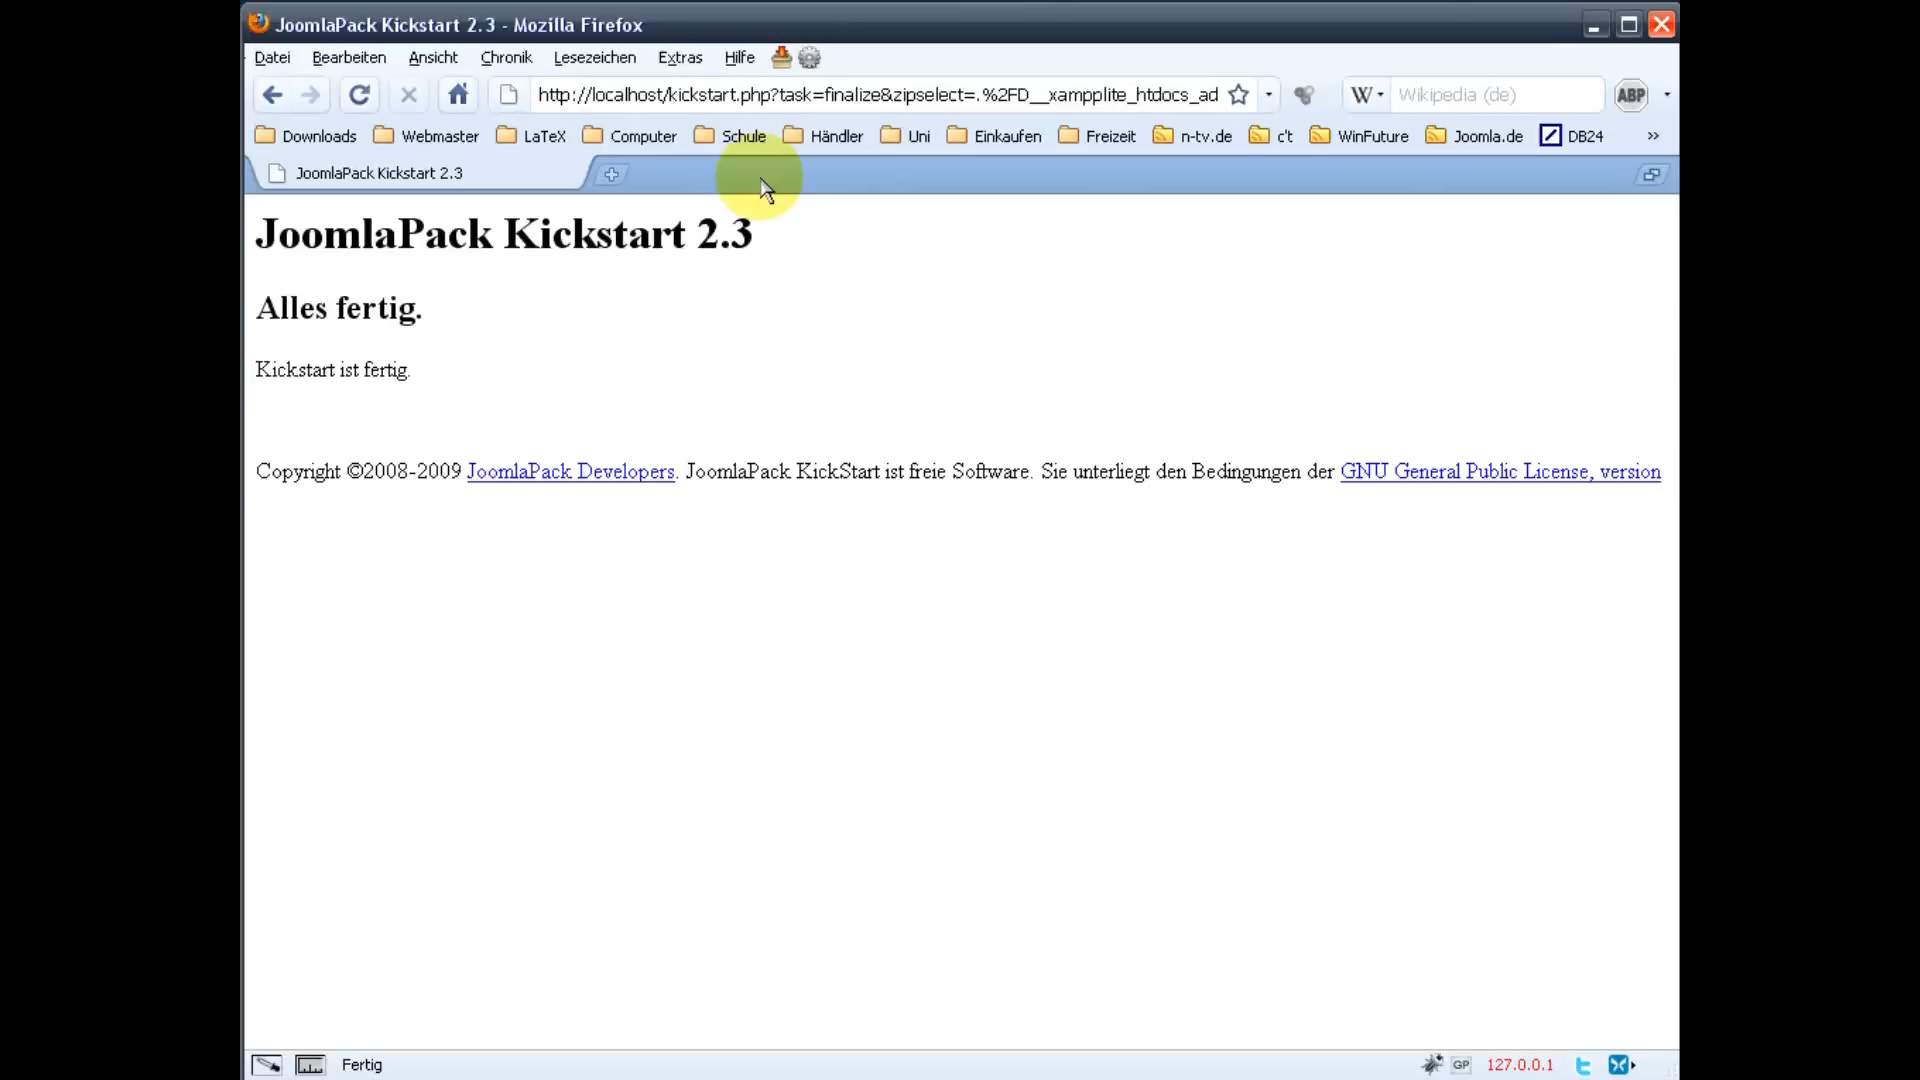 JoomlaPack Kickstart 2.3 - Mozilla Firefox
Datei Bearbeiten Ansicht Chronik Lesezeichen Extras Hilfe
http://localhost/kickstart.php?task=finalize&zipselect=.%2FD__xampplite_htdocs_ad W Wikipedia (de) ABP
Downloads Webmaster LaTeX Computer Schule Händler Uni Einkaufen Freizeit n-tv.de c't WinFuture Joomla.de DB24 »
JoomlaPack Kickstart 2.3
JoomlaPack Kickstart 2.3
Alles fertig.
Kickstart ist fertig.
Copyright ©2008-2009 JoomlaPack Developers. JoomlaPack KickStart ist freie Software. Sie unterliegt den Bedingungen der GNU General Public License, version
Fertig GP 127.0.0.1